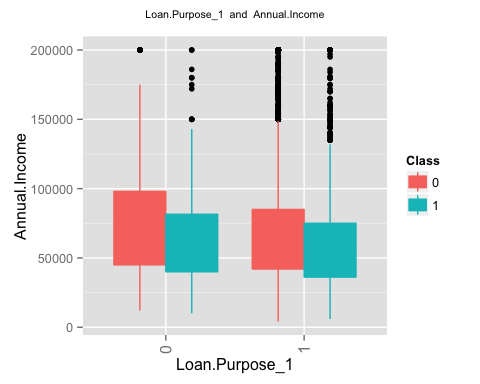 Loan.Purpose_1 and Annual.Income
200000
150000
100000
50000
0
Annual.Income
0
1
Loan.Purpose_1
Class
0
1